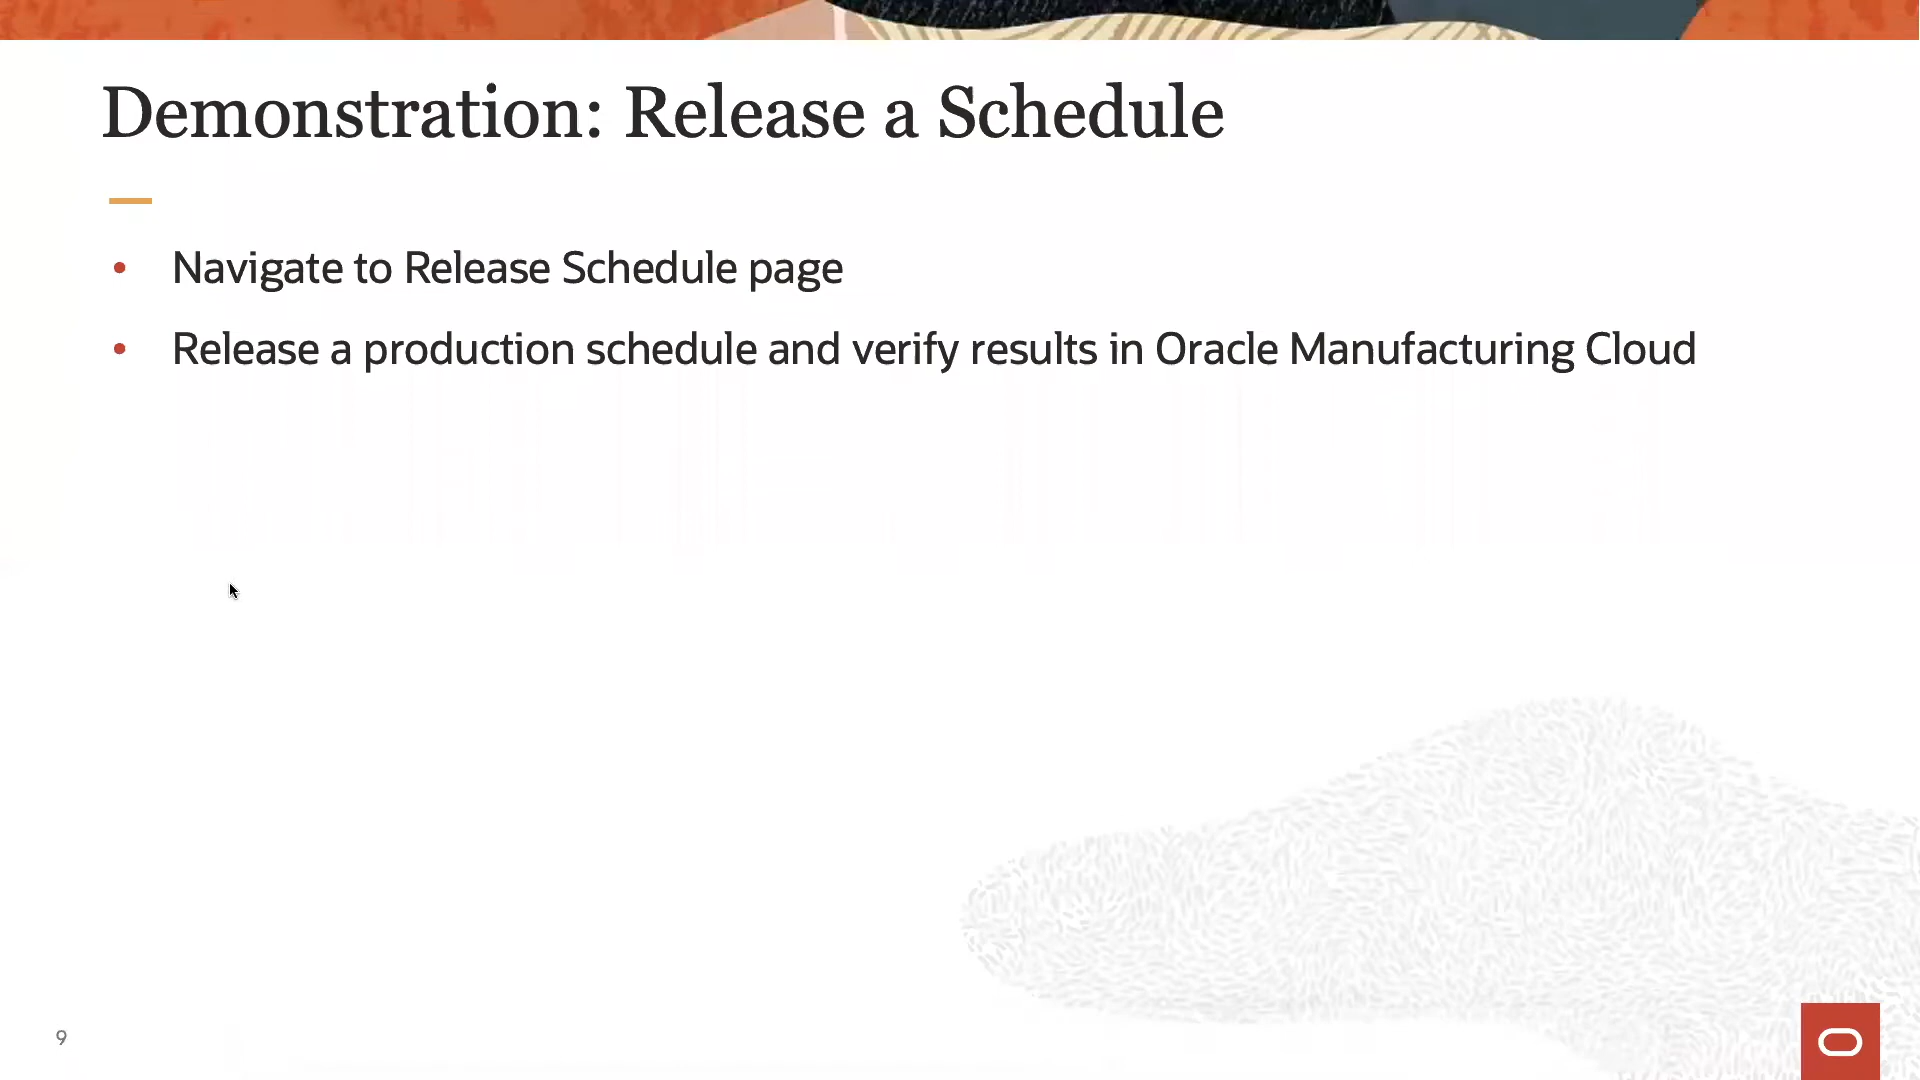 Demonstration: Release a Schedule
• Navigate to Release Schedule page
• Release a production schedule and verify results in Oracle Manufacturing Cloud
9